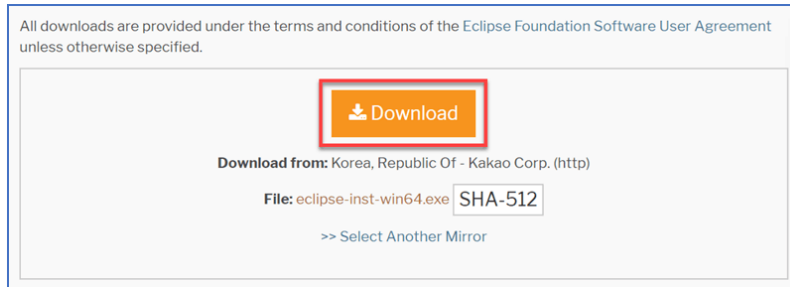 All downloads are provided under the terms and conditions of the Eclipse Foundation Software User Agreement
unless otherwise specified.
Download
Download from: Korea, Republic Of - Kakao Corp. (http)
File: eclipse-inst-win64.exe SHA-512
>> Select Another Mirror